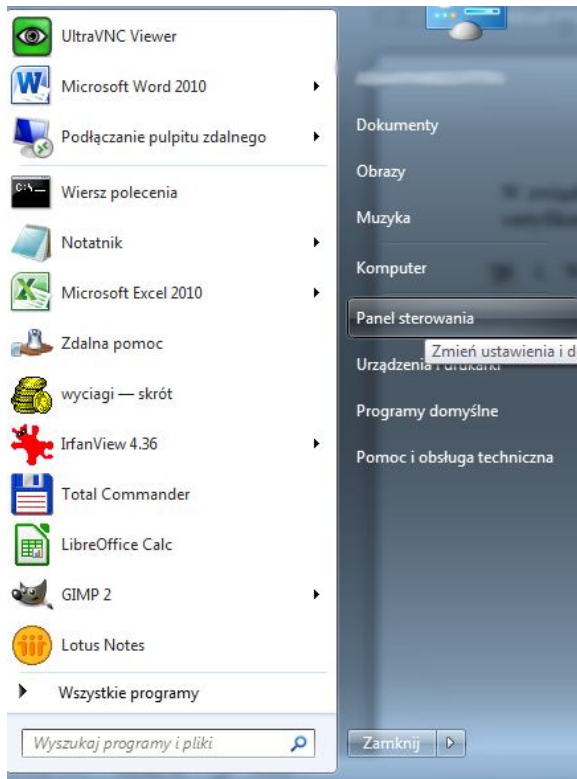 UltraVNC Viewer
Microsoft Word 2010
Podłączanie pulpitu zdalnego
C:\
Wiersz polecenia
Notatnik
Microsoft Excel 2010
Zdalna pomoc
wyciagi — skrót
IrfanView 4.36
Total Commander
LibreOffice Calc
GIMP 2
Lotus Notes
Wszystkie programy
Wyszukaj programy i pliki
Dokumenty
Obrazy
Muzyka
Komputer
Panel sterowania
Zmień ustawienia i d
Urządzenia i drukarki
Programy domyślne
Pomoc i obsługa techniczna
Zamknij